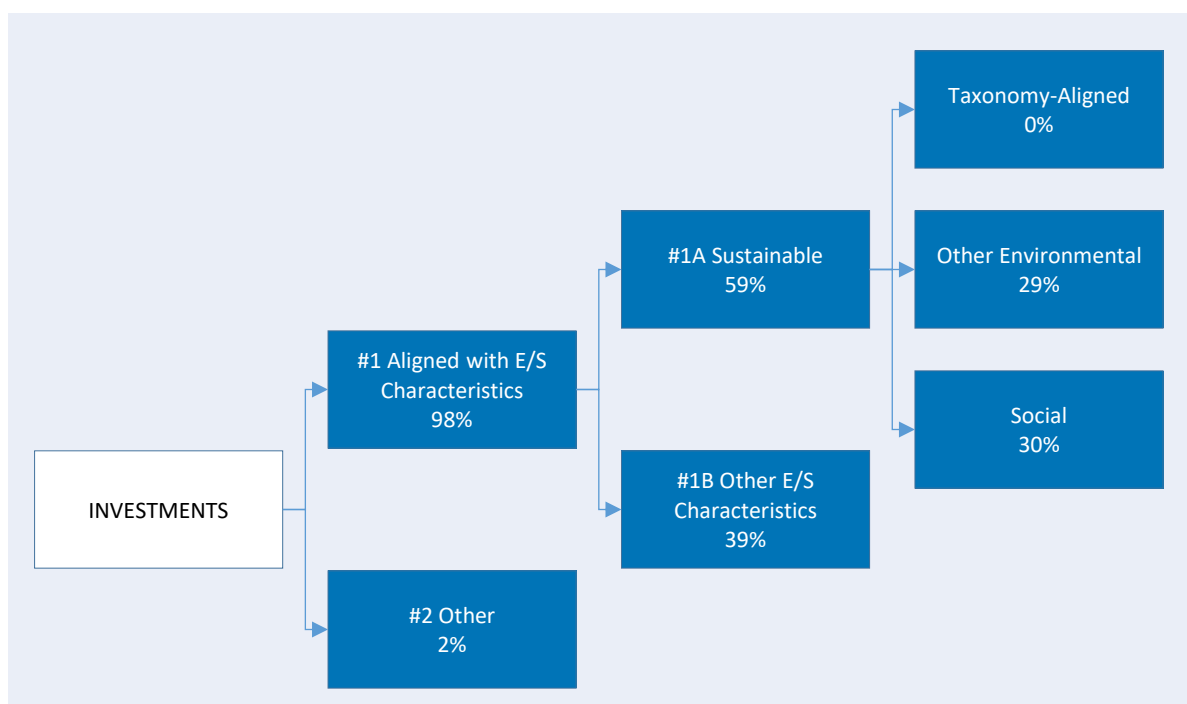 Taxonomy-Aligned
0%
#1A Sustainable
59%
Other Environmental
29%
#1 Aligned with E/S
Characteristics
98%
Social
30%
INVESTMENTS
#1B Other E/S
Characteristics
39%
#2 Other
2%